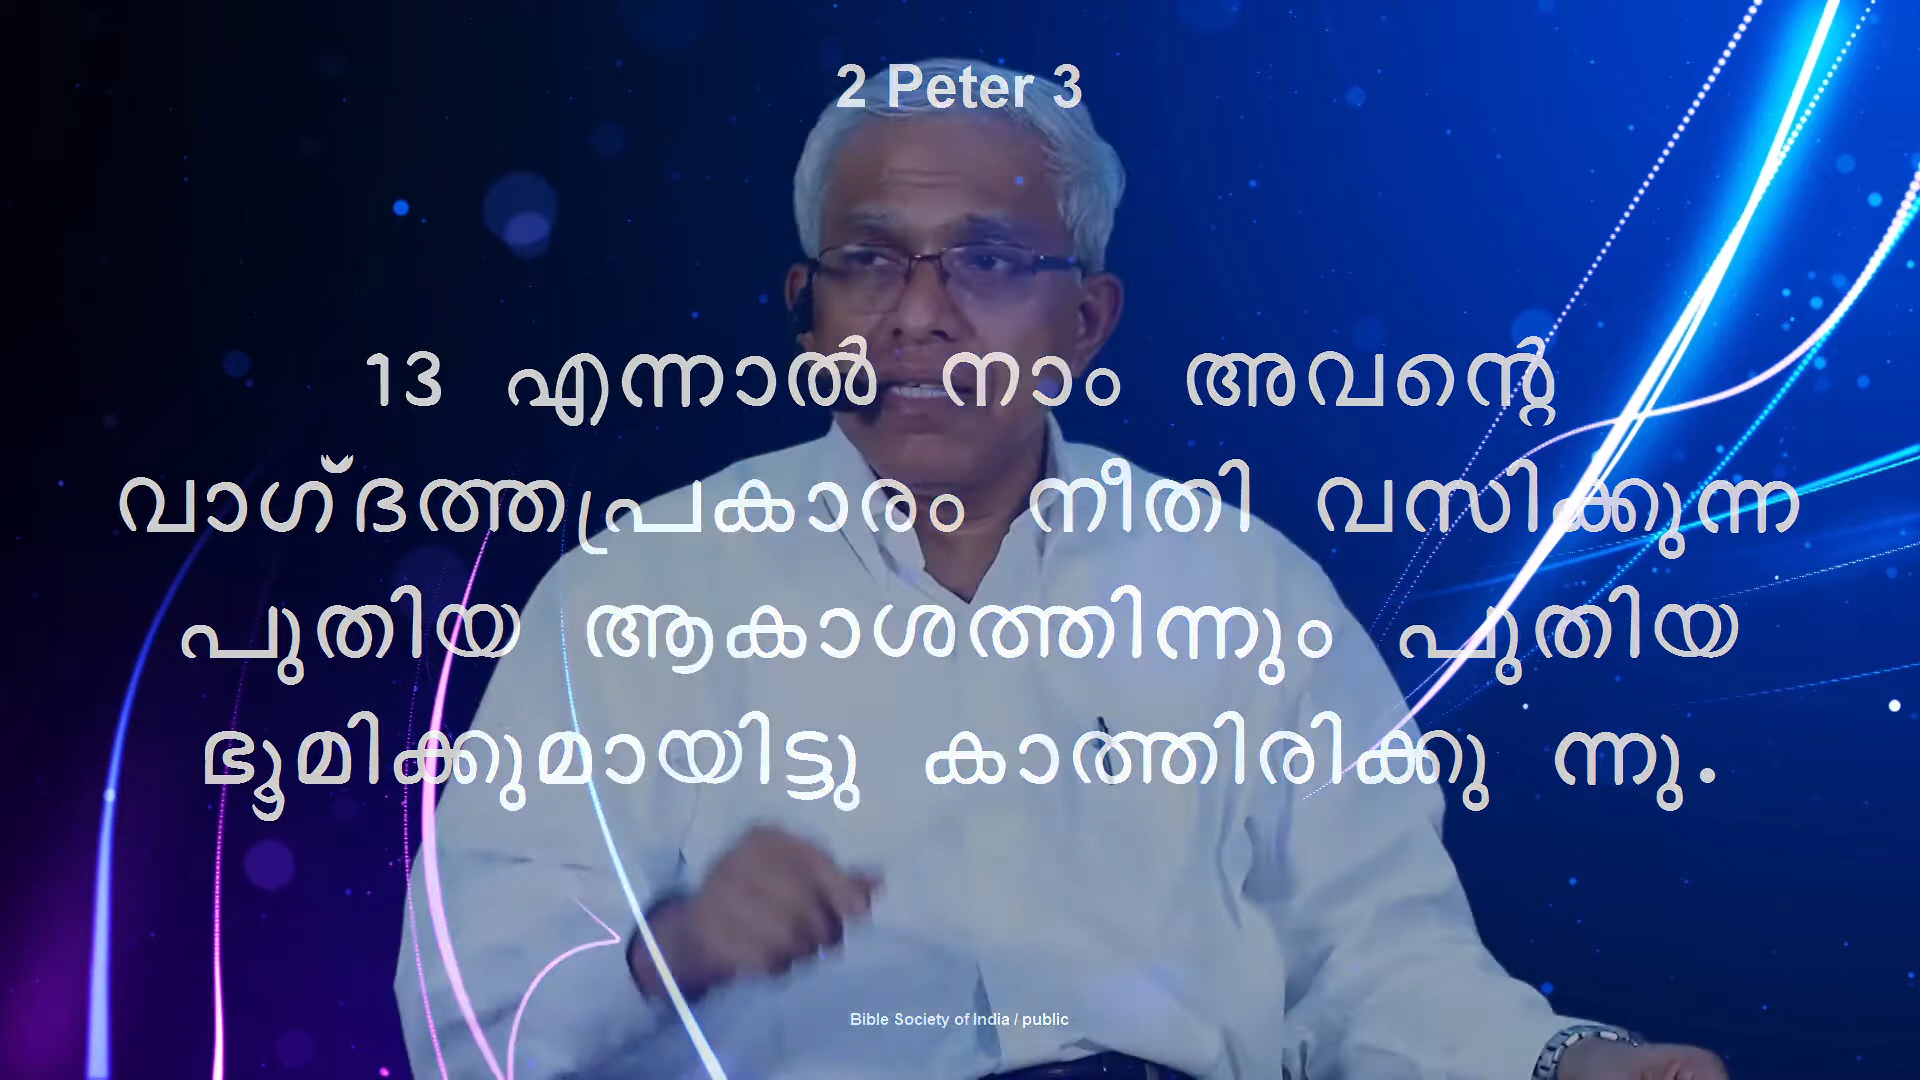 2 Peter 3
13 എന്നാൽ നാം അവന്റെ
വാഗ്ദത്തപ്രകാരം നീതി വസിക്കുന്ന
പുതിയ ആകാശത്തിന്നും പുതിയ
ഭൂമിക്കുമായിട്ടു കാത്തിരിക്കു ന്നു.
Bible Society of India / public